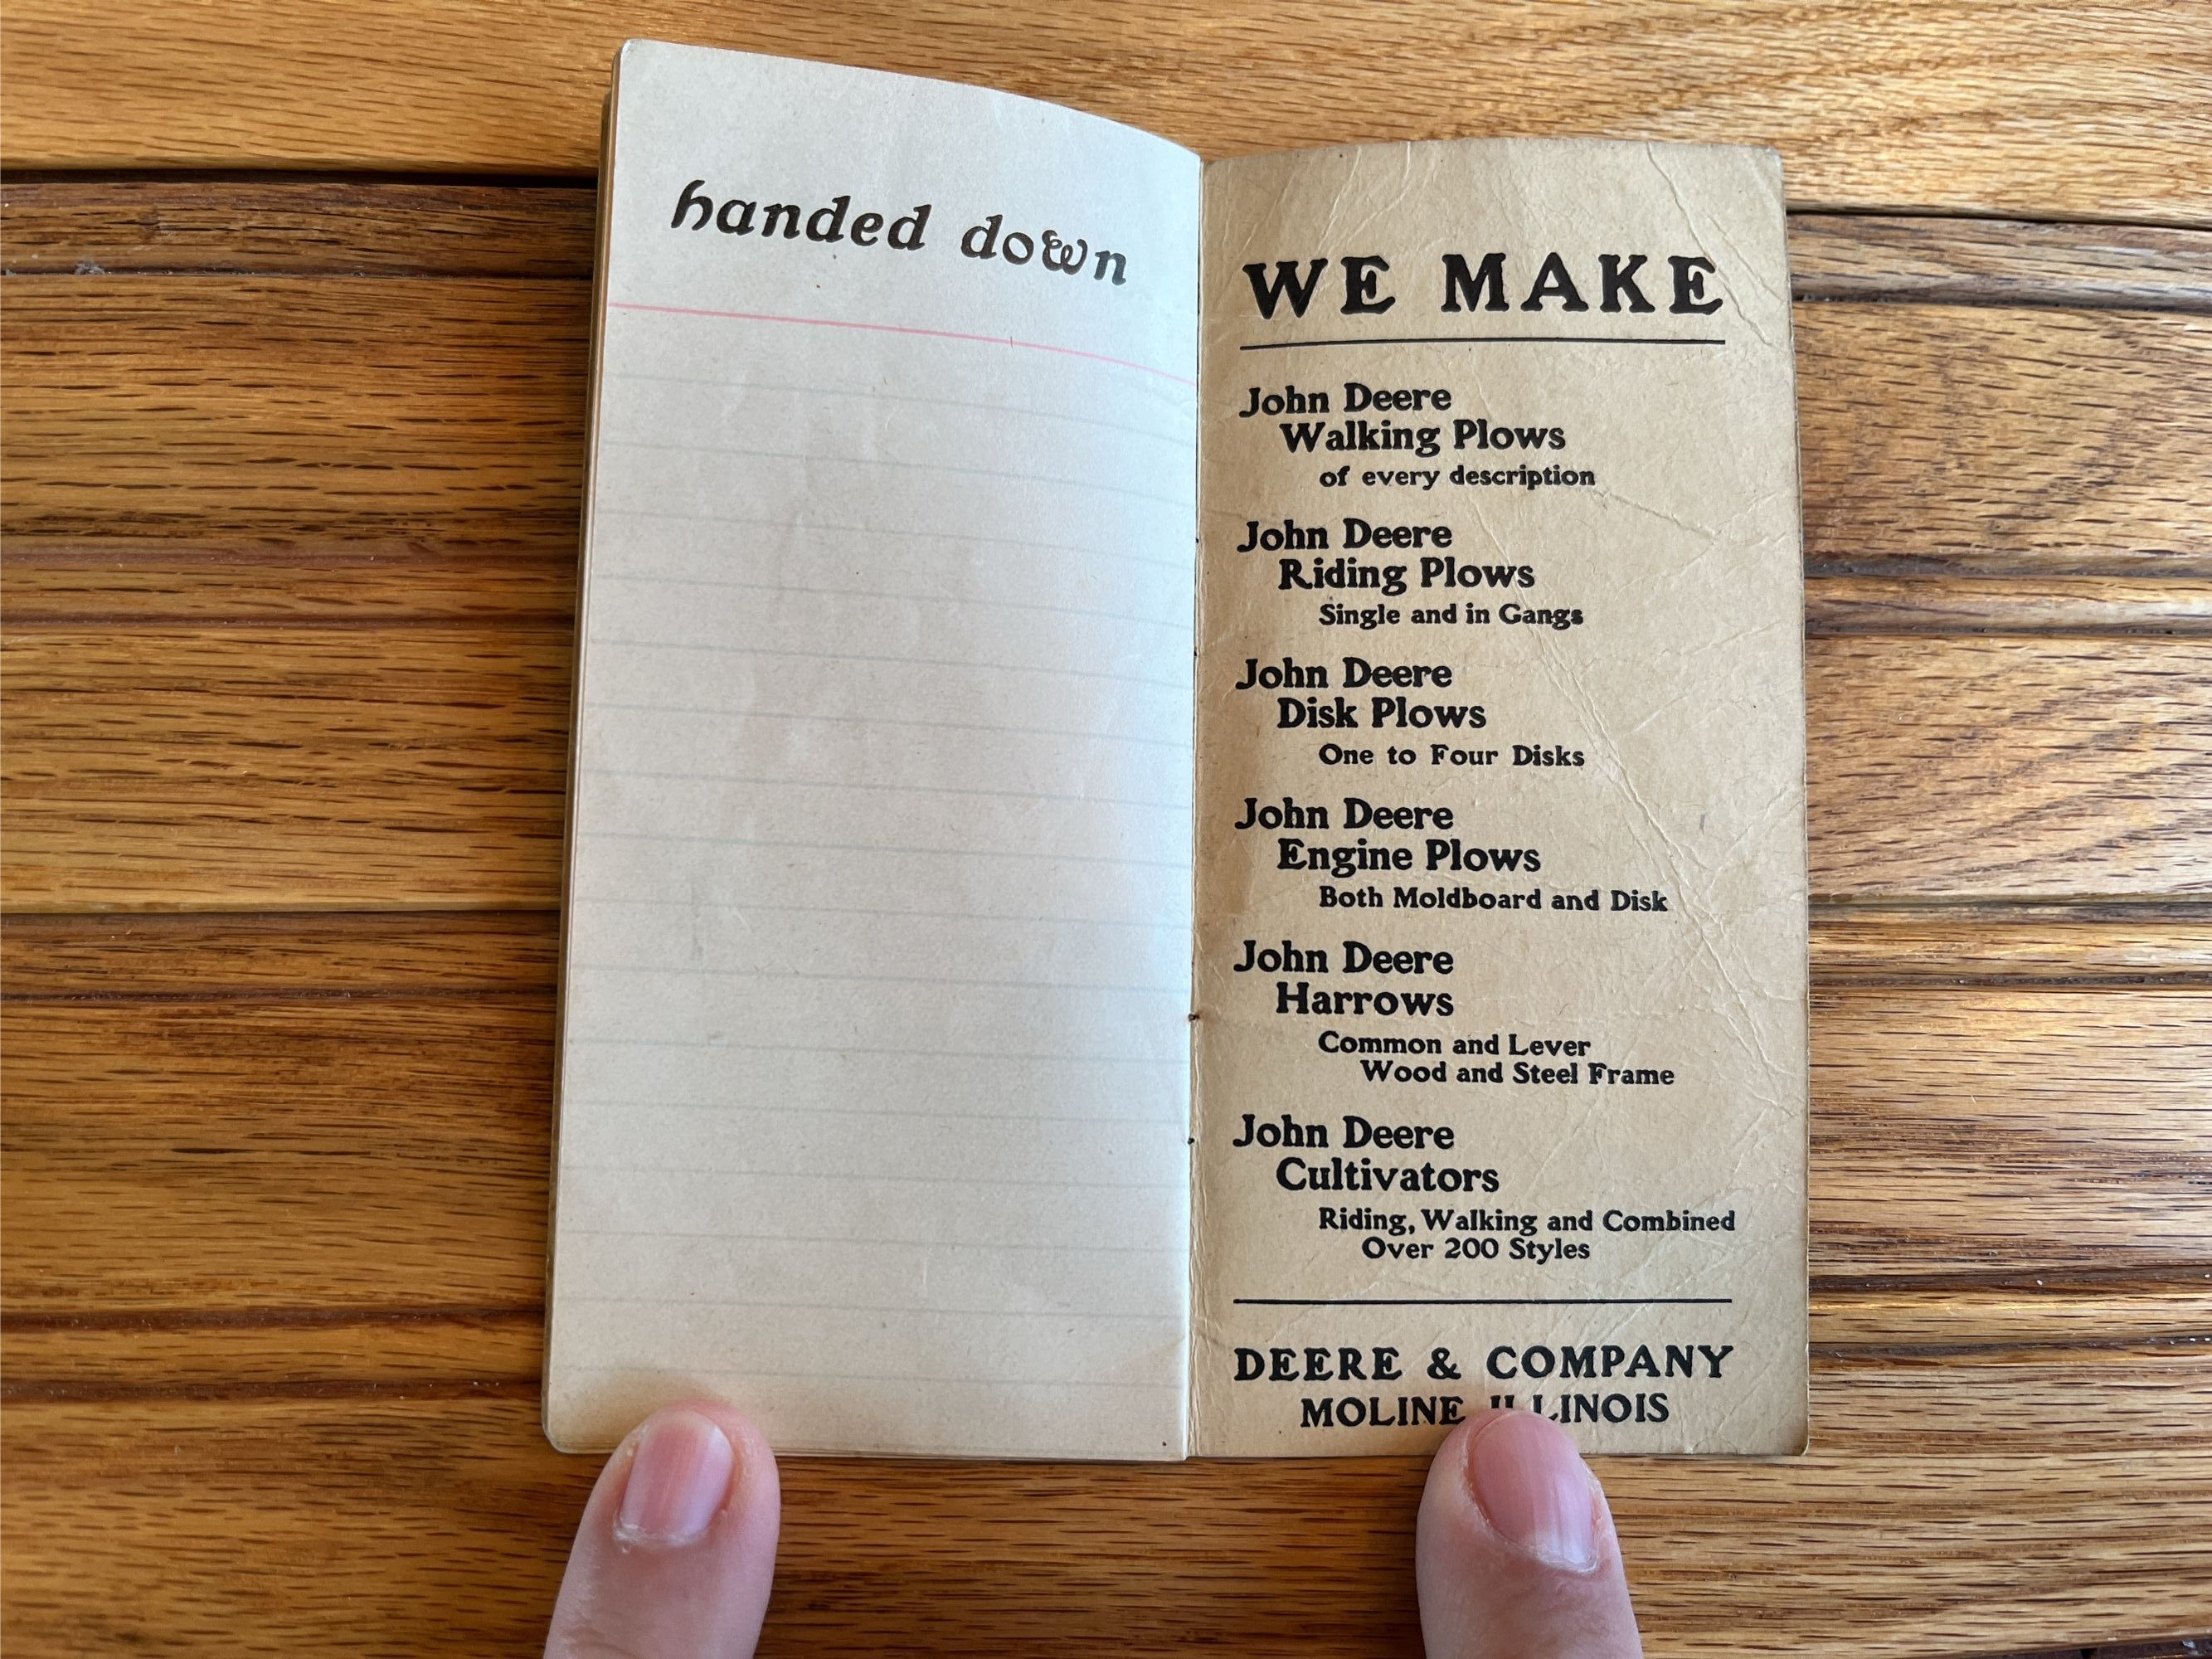 handed down
WE MAKE
John Deere
Walking Plows
of every description
John Deere
Riding Plows
Single and in Gangs
John Deere
Disk Plows
One to Four Disks
John Deere
Engine Plows
Both Moldboard and Disk
John Deere
Harrows
Common and Lever
Wood and Steel Frame
John Deere
Cultivators
Riding, Walking and Combined
Over 200 Styles
DEERE & COMPANY
MOLINE ILLINOIS